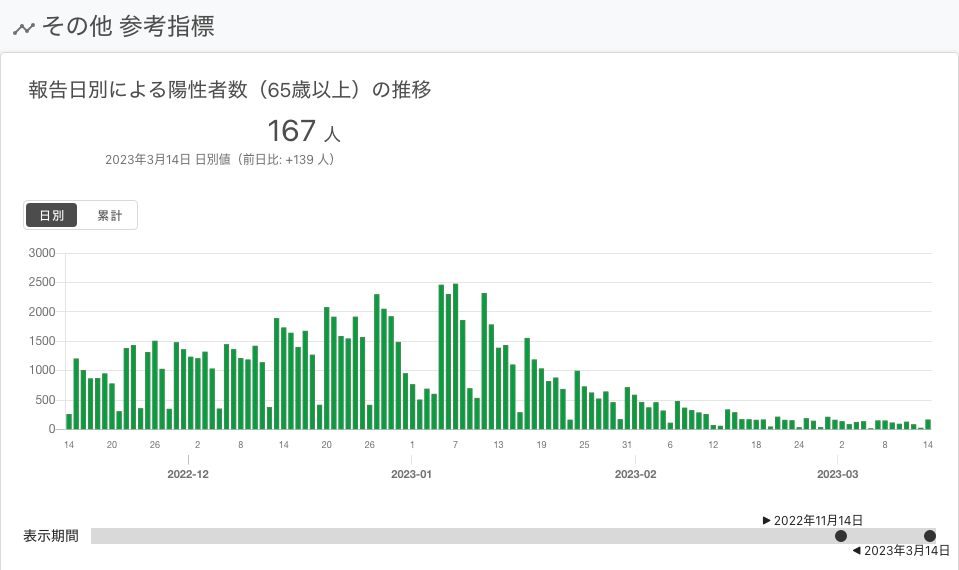 その他 参考指標
報告日別による陽性者数（65歳以上）の推移
167 人
2023年3月14日 日別値（前日比: +139 人）
日別 累計
3000
2500
2000
1500
1000
500
0
14 20 26 2 8 14 20 26 1 7 13 19 25 31 6 12 18 24 2 8 14
2022-12 2023-01 2023-02 2023-03
▶ 2022年11月14日
表示期間
◀ 2023年3月14日